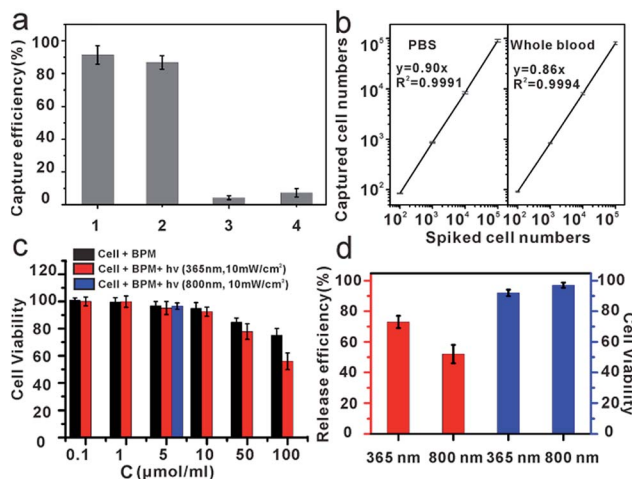 a
Capture efficiency(%)
100
80
60
40
20
0
1 2 3 4
b
Captured cell numbers
10⁵
10⁴
10³
10²
PBS
y=0.90x
R²=0.9991
Whole blood
y=0.86x
R²=0.9994
10² 10³ 10⁴ 10⁵ 10² 10³ 10⁴ 10⁵
Spiked cell numbers
c
Cell + BPM
Cell + BPM+ hv (365nm,10mW/cm²)
Cell + BPM+ hv (800nm, 10mW/cm²)
Cell Viability
120
100
80
60
40
20
0
0.1 1 5 10 50 100
C (μmol/ml)
d
Release efficiency(%)
100
80
60
40
20
0
100
80
60
40
20
0
Cell Viability
365 nm 800 nm 365 nm 800 nm